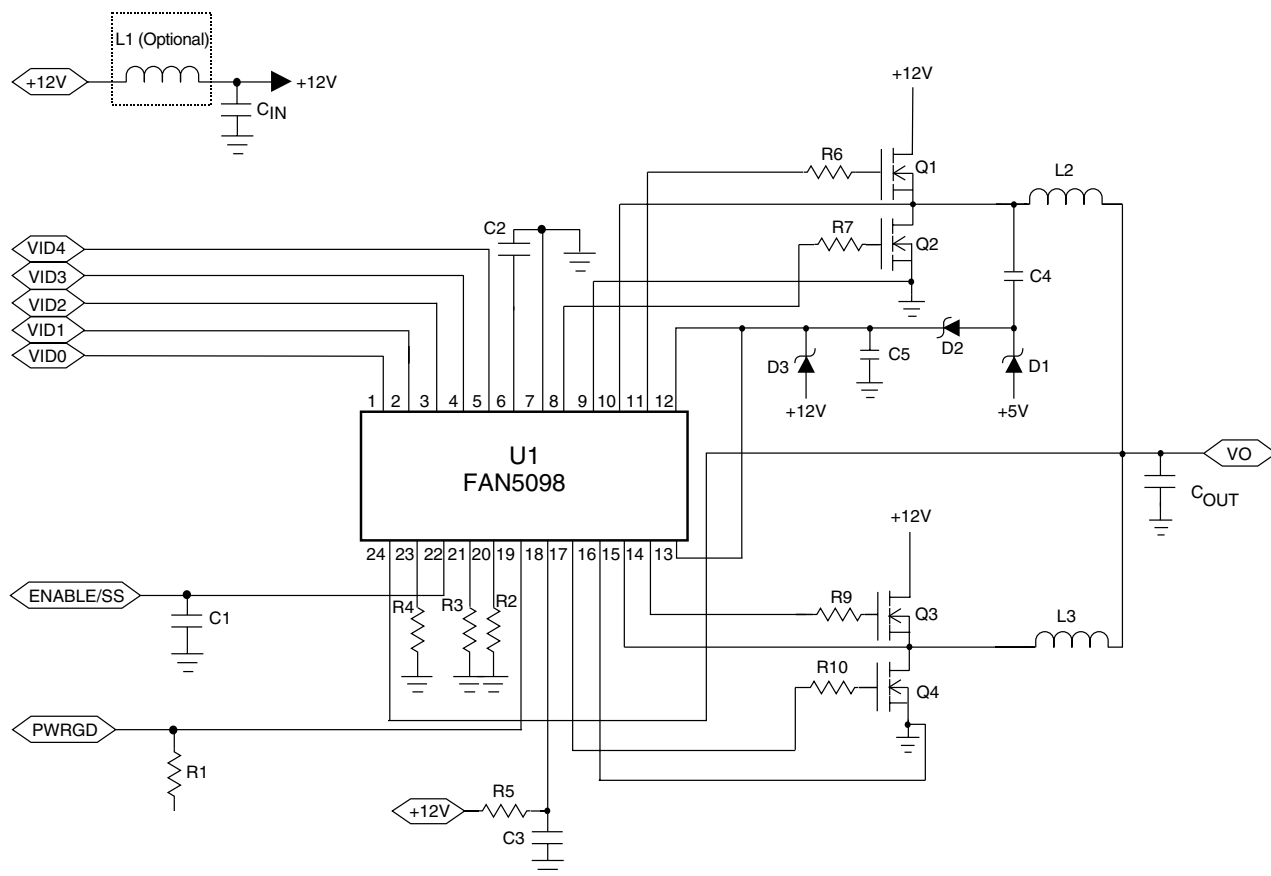 L1 (Optional)
+12V
+12V
CIN
+12V
R6
Q1
L2
C2
R7
Q2
VID4
VID3
VID2
VID1
VID0
C4
D3
C5
D2
D1
+12V
+5V
1 2 3 4 5 6 7 8 9 10 11 12
U1
FAN5098
VO
COUT
+12V
24 23 22 21 20 19 18 17 16 15 14 13
ENABLE/SS
C1
R4
R3
R2
R9
Q3
L3
R10
Q4
PWRGD
R1
+12V
R5
C3